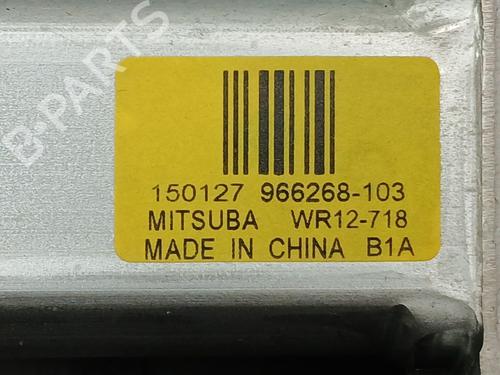 B-PARTS
150127 966268-103
MITSUBA WR12-718
MADE IN CHINA B1A